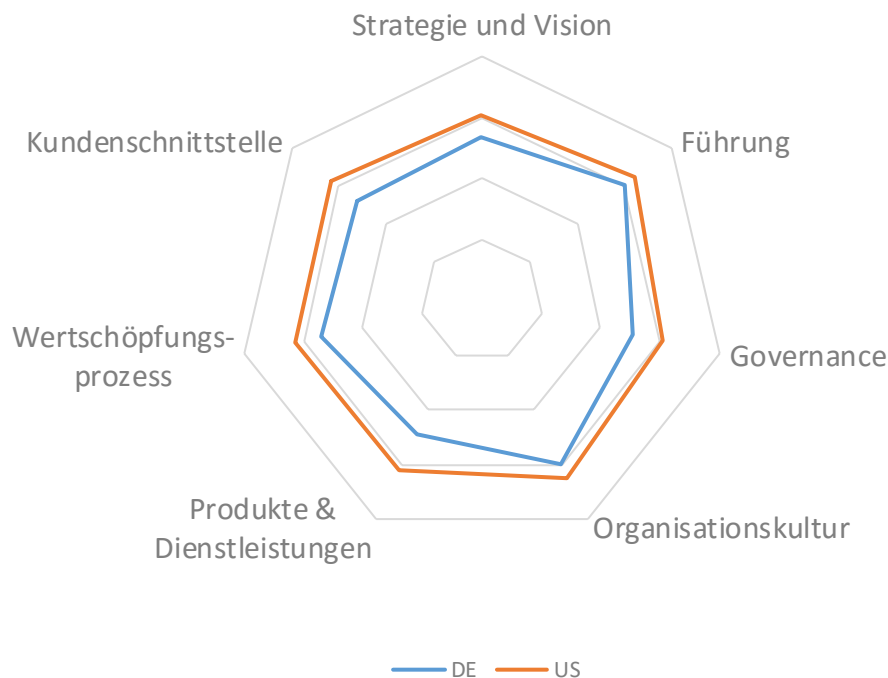 Strategie und Vision
Kundenschnittstelle
Führung
Wertschöpfungs-
prozess
Governance
Produkte &
Dienstleistungen
Organisationskultur
DE
US